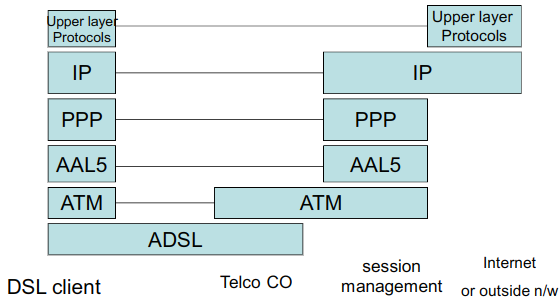 Upper layer
Protocols
Upper layer
Protocols
IP
IP
PPP
PPP
AAL5
AAL5
ATM
ATM
ADSL
DSL client
Telco CO
session
management
Internet
or outside n/w